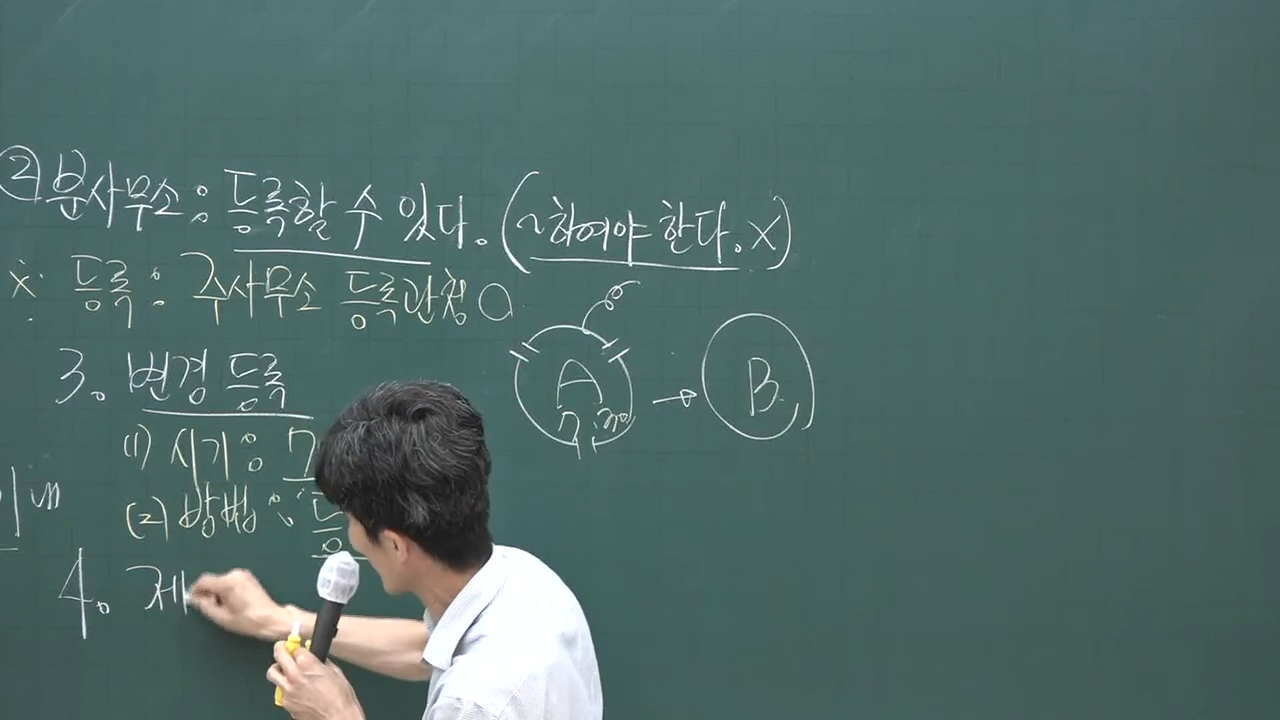 ② 분사무소 : 등록할 수 있다. (~하여야 한다. X)
※ 등록 : 주사무소 등록관청 O
3. 변경 등록
A
B
(1) 시기 : 7
(2) 방법 : 등
내
4. 제